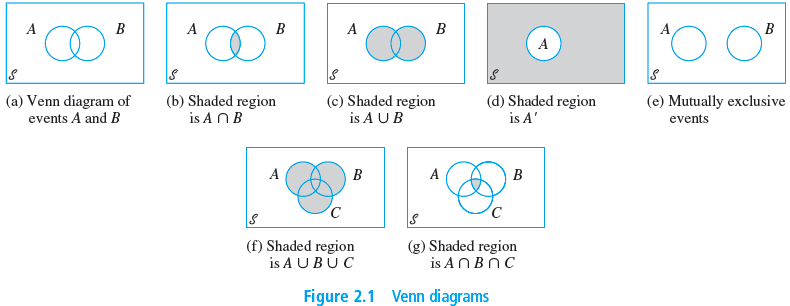 A B
𝒮
(a) Venn diagram of
events A and B
A B
𝒮
(b) Shaded region
is A ∩ B
A B
𝒮
(c) Shaded region
is A ∪ B
A
𝒮
(d) Shaded region
is A′
A B
𝒮
(e) Mutually exclusive
events
A B
C
𝒮
(f) Shaded region
is A ∪ B ∪ C
A B
C
𝒮
(g) Shaded region
is A ∩ B ∩ C
Figure 2.1 Venn diagrams